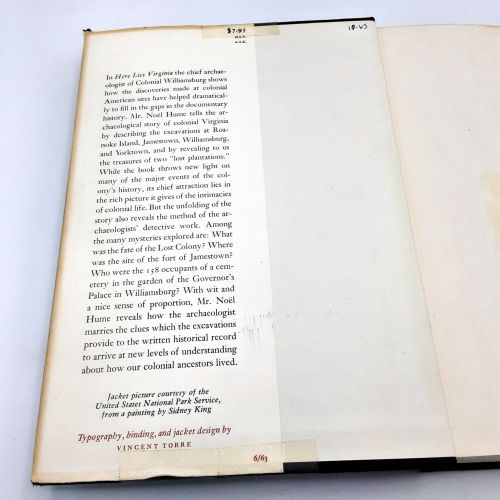 $7.95
10-63
In Here Lies Virginia the chief archae-
ologist of Colonial Williamsburg shows
how the discoveries made at colonial
American sites have helped dramatical-
ly to fill in the gaps in the documentary
history. Mr. Noël Hume tells the ar-
chaeological story of colonial Virginia
by describing the excavations at Roa-
noke Island, Jamestown, Williamsburg,
and Yorktown, and by revealing to us
the treasures of two "lost plantations."
While the book throws new light on
many of the major events of the col-
ony's history, its chief attraction lies in
the rich picture it gives of the intimacies
of colonial life. But the unfolding of the
story also reveals the method of the ar-
chaeologists' detective work. Among
the many mysteries explored are: What
was the fate of the Lost Colony? Where
was the site of the fort of Jamestown?
Who were the 158 occupants of a cem-
etery in the garden of the Governor's
Palace in Williamsburg? With wit and
a nice sense of proportion, Mr. Noël
Hume reveals how the archaeologist
marries the clues which the excavations
provide to the written historical record
to arrive at new levels of understanding
about how our colonial ancestors lived.
Jacket picture courtesy of the
United States National Park Service,
from a painting by Sidney King
Typography, binding, and jacket design by
VINCENT TORRE
6/63